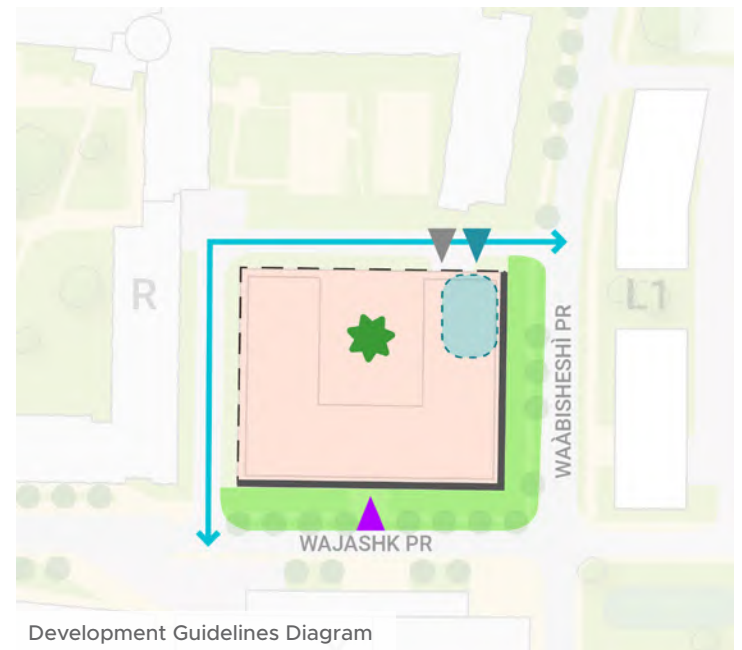 R
L1
WAÀBISHESHÌ PR
WAJASHK PR
Development Guidelines Diagram